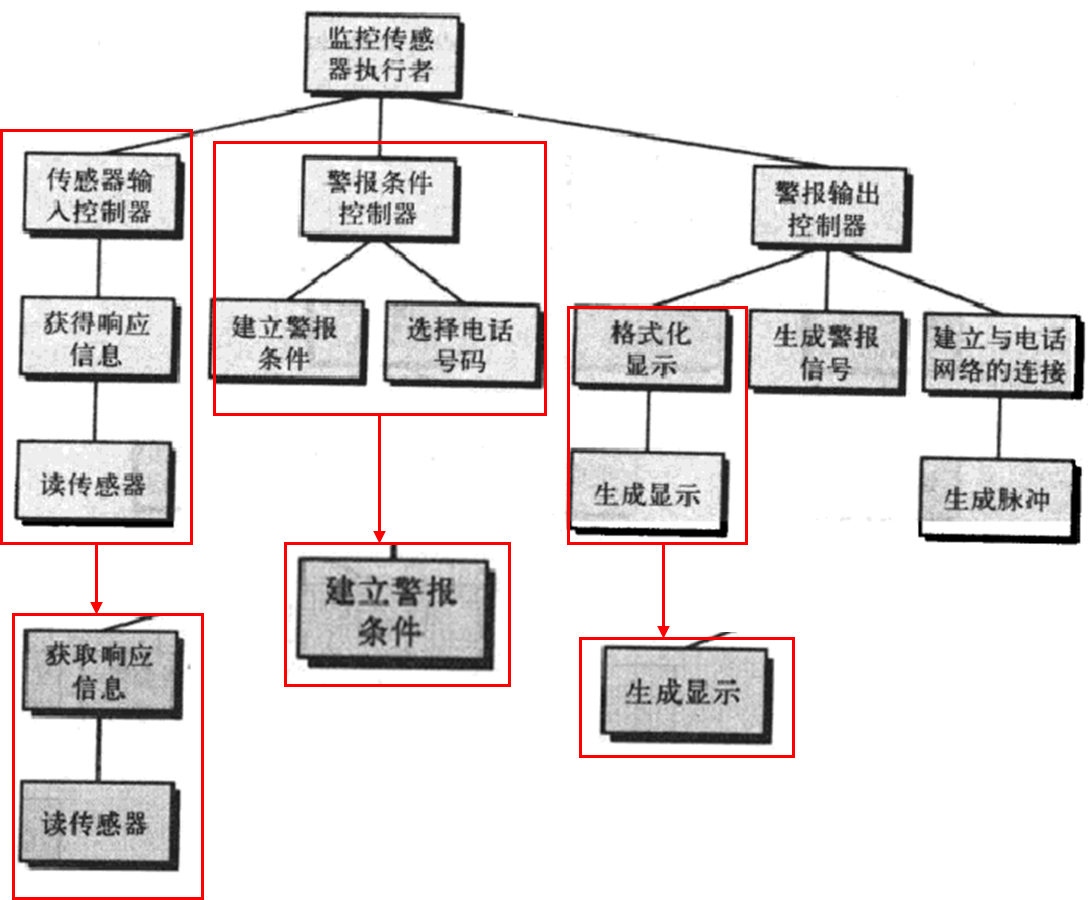 监控传感
器执行者
传感器输
入控制器
警报条件
控制器
警报输出
控制器
获得响应
信息
建立警报
条件
选择电话
号码
格式化
显示
生成警报
信号
建立与电话
网络的连接
读传感器
生成显示
生成脉冲
建立警报
条件
获取响应
信息
生成显示
读传感器